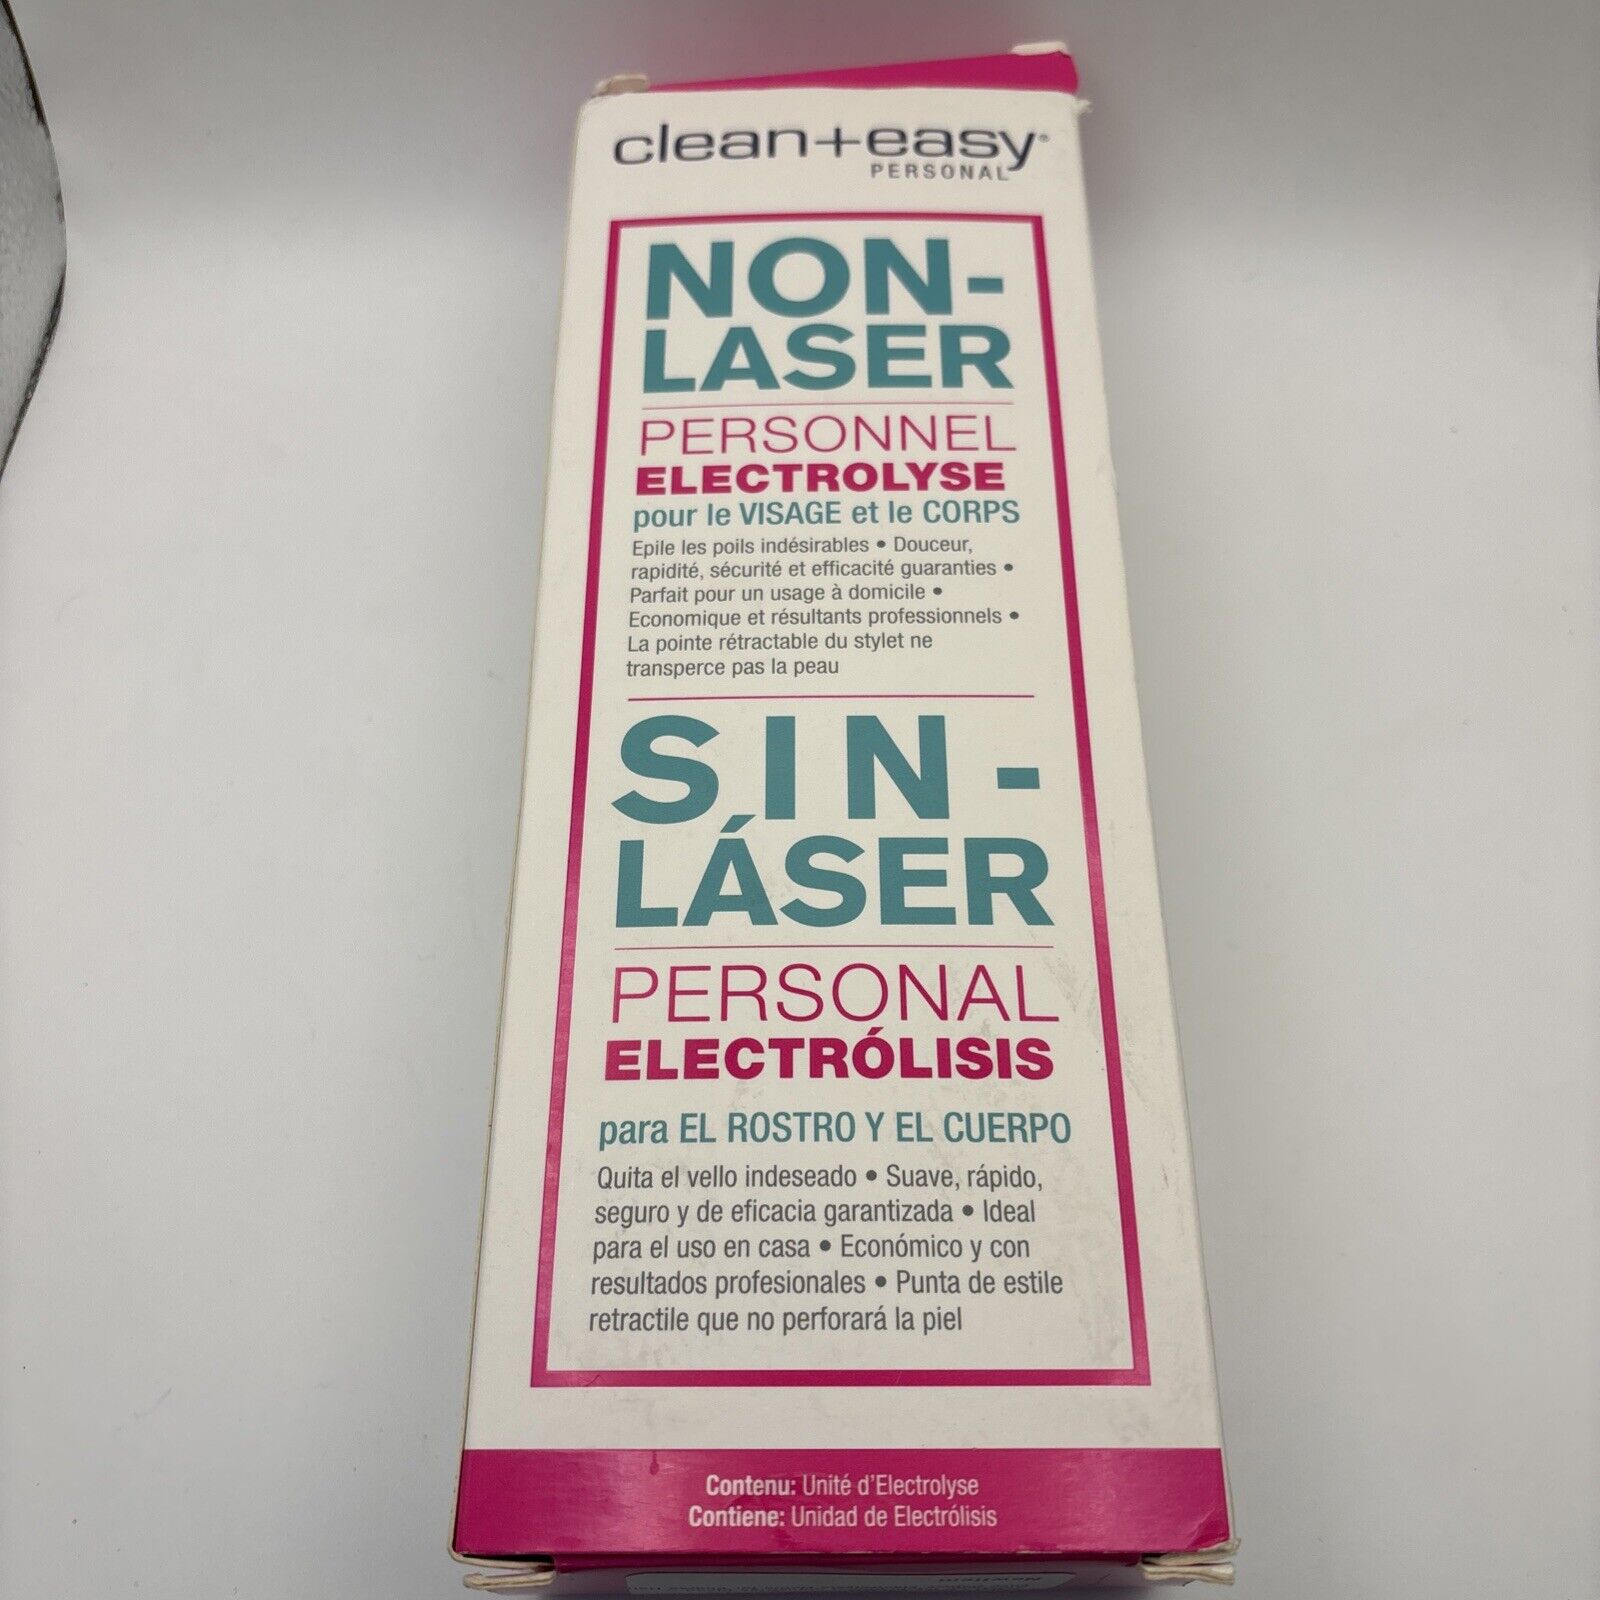 clean+easy®
PERSONAL
NON-
LASER
PERSONNEL
ELECTROLYSE
pour le VISAGE et le CORPS
Epile les poils indésirables • Douceur,
rapidité, sécurité et efficacité guaranties •
Parfait pour un usage à domicile •
Economique et résultants professionnels •
La pointe rétractable du stylet ne
transperce pas la peau
SIN-
LÁSER
PERSONAL
ELECTRÓLISIS
para EL ROSTRO Y EL CUERPO
Quita el vello indeseado • Suave, rápido,
seguro y de eficacia garantizada • Ideal
para el uso en casa • Económico y con
resultados profesionales • Punta de estile
retractile que no perforará la piel
Contenu: Unité d'Electrolyse
Contiene: Unidad de Electrólisis